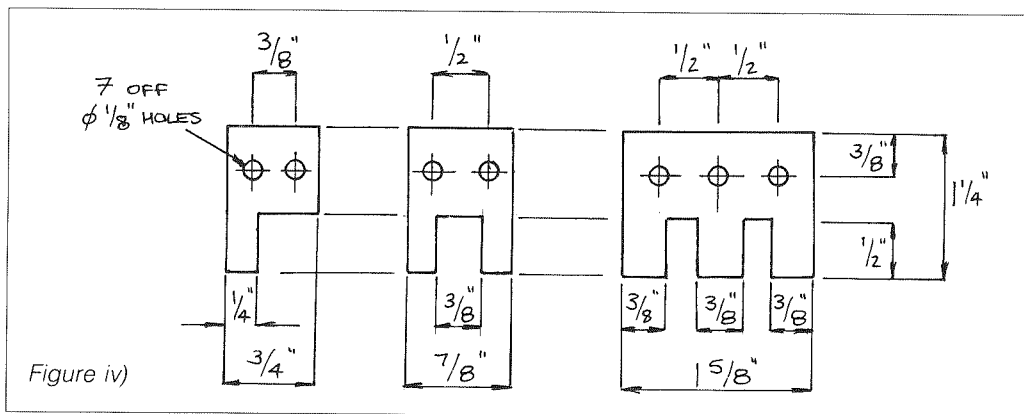 3/8"
1/2"
1/2" 1/2"
7 OFF
ϕ 1/8" HOLES
3/8"
1 1/4"
1/2"
1/4"
3/8"
3/8" 3/8" 3/8"
3/4"
7/8"
1 5/8"
Figure iv)